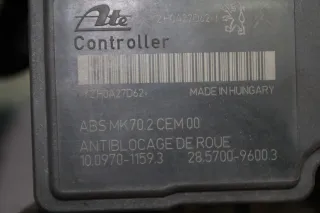 Ate
Controller
MADE IN HUNGARY
ABS MK70.2 CEM 00
ANTIBLOCAGE DE ROUE
10.0970-1159.3 28.5700-9600.3